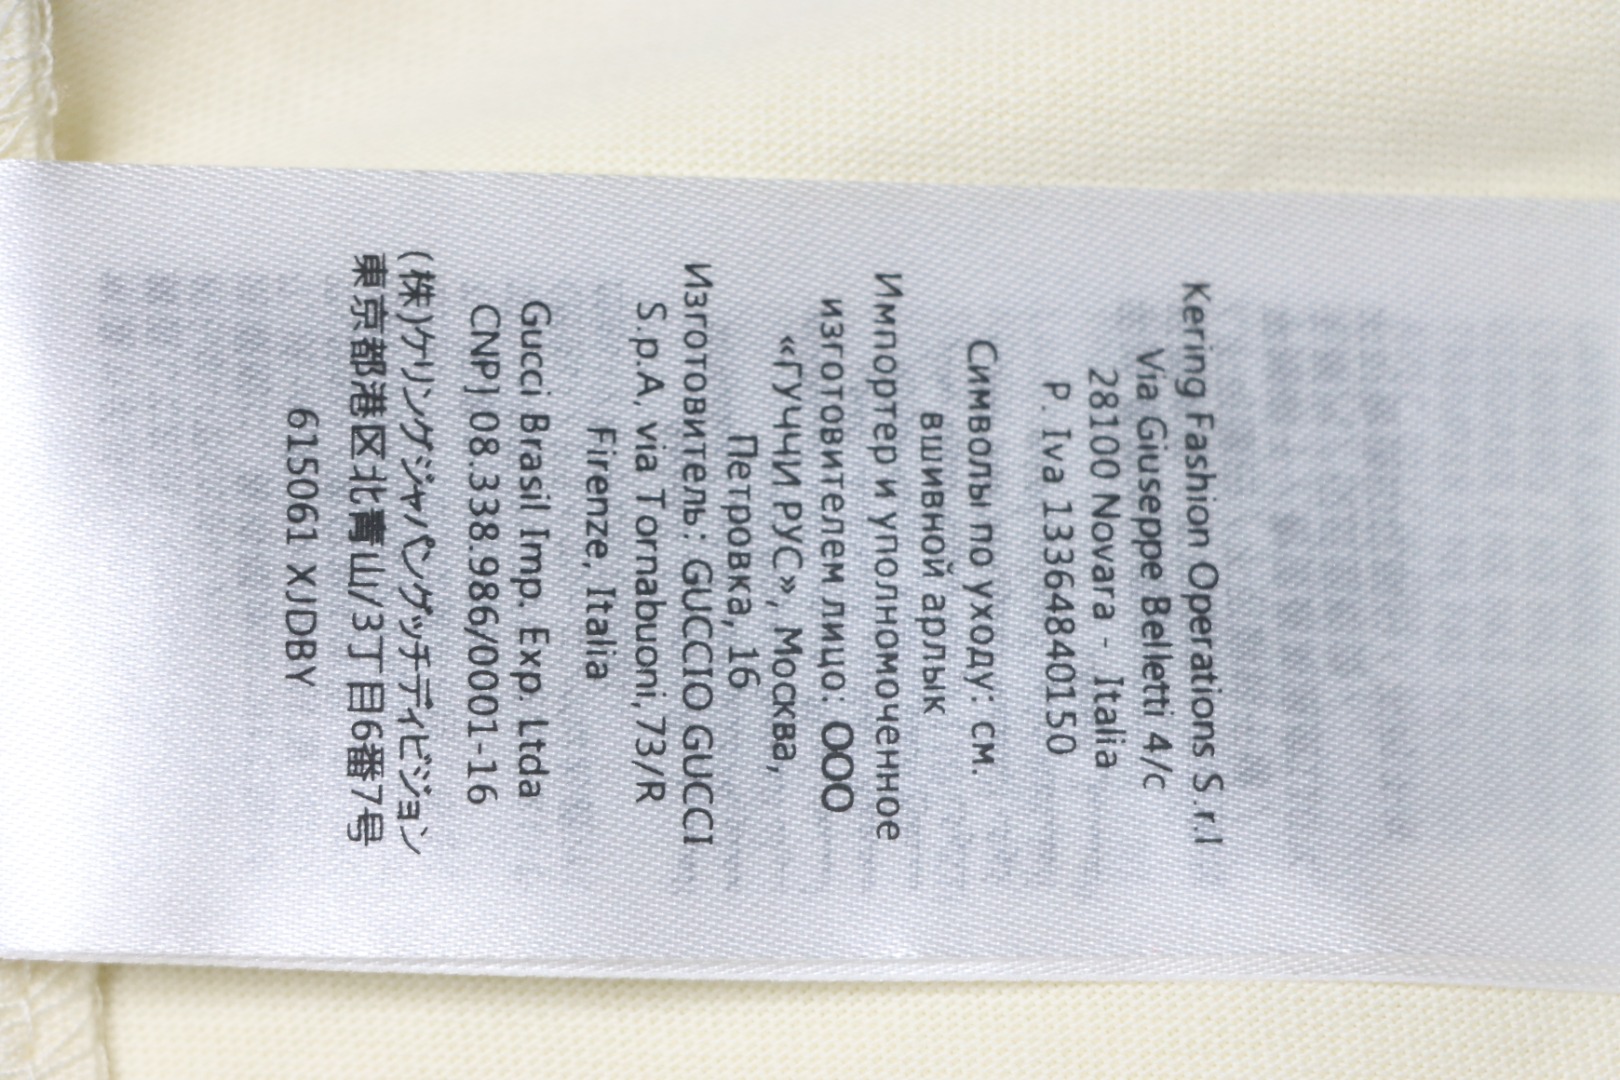 Kering Fashion Operations S.r.l
Via Giuseppe Belletti 4/c
28100 Novara - Italia
P. Iva 13364840150
Символы по уходу: см.
вшивной арлык
Импортер и уполномоченное
изготовителем лицо: ООО
«ГУЧЧИ РУС», Москва,
Петровка, 16
Изготовитель: GUCCIO GUCCI
S.p.A, via Tornabuoni, 73/R
Firenze, Italia
Gucci Brasil Imp. Exp. Ltda
CNPJ 08.338.986/0001-16
(株)ケリングジャパングッチディビジョン
東京都港区北青山/3丁目6番7号
615061 XJDBY